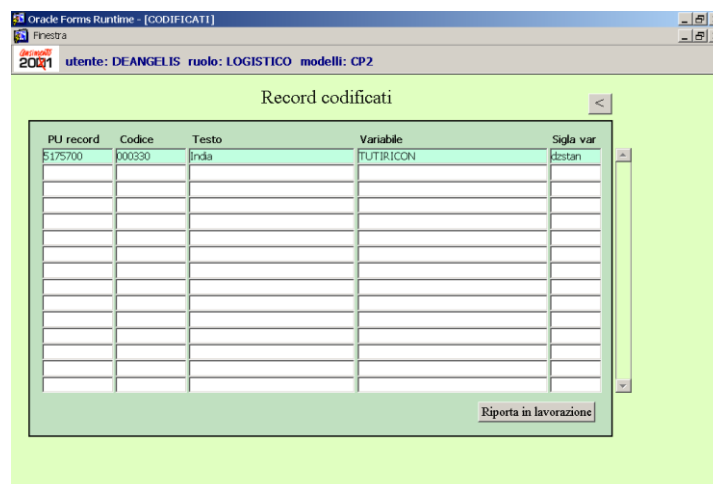 Oracle Forms Runtime - [CODIFICATI]
Finestra
Censimenti 2001 utente: DEANGELIS ruolo: LOGISTICO modelli: CP2
Record codificati
<
PU record Codice Testo Variabile Sigla var
5175700 000330 India TUTIRICON dzstan
Riporta in lavorazione